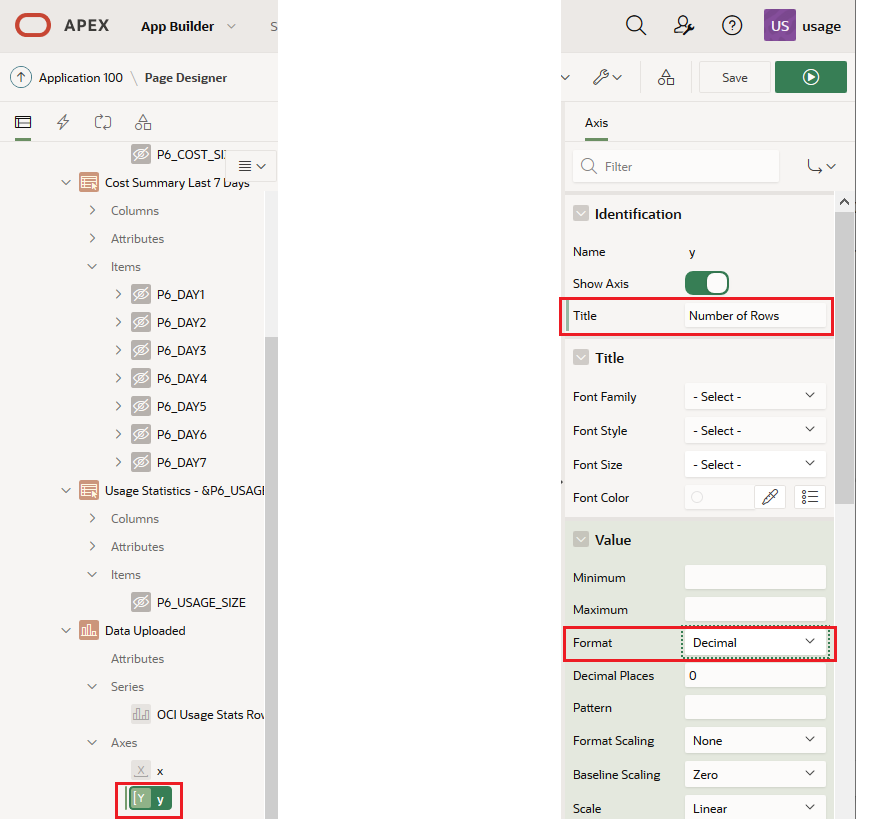 APEX App Builder S
US usage
Application 100 \ Page Designer
Save
Axis
Filter
P6_COST_SI
Cost Summary Last 7 Days
Columns
Attributes
Items
P6_DAY1
P6_DAY2
P6_DAY3
P6_DAY4
P6_DAY5
P6_DAY6
P6_DAY7
Usage Statistics - &P6_USAG
Columns
Attributes
Items
P6_USAGE_SIZE
Data Uploaded
Attributes
Series
OCI Usage Stats Rov
Axes
X x
Y y
Identification
Name y
Show Axis
Title Number of Rows
Title
Font Family - Select -
Font Style - Select -
Font Size - Select -
Font Color
Value
Minimum
Maximum
Format Decimal
Decimal Places 0
Pattern
Format Scaling None
Baseline Scaling Zero
Scale Linear